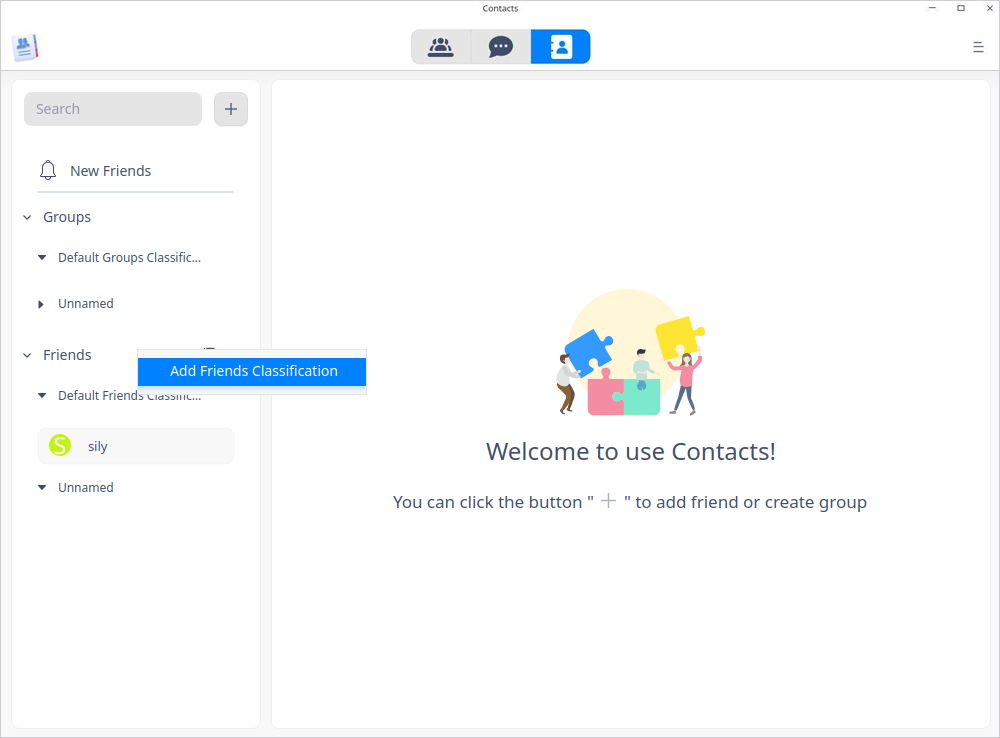 Contacts
Search
New Friends
Groups
Default Groups Classific...
Unnamed
Friends
Add Friends Classification
Default Friends Classific...
S
sily
Unnamed
Welcome to use Contacts!
You can click the button " + " to add friend or create group